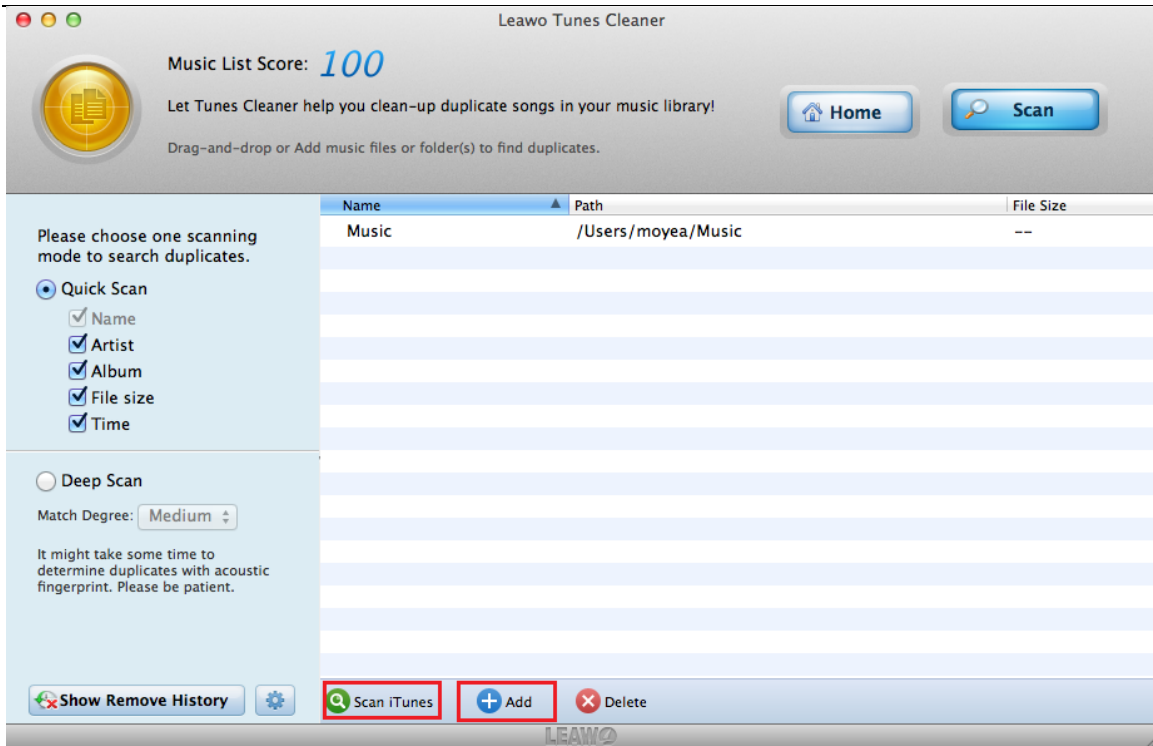 Leawo Tunes Cleaner
Music List Score: 100
Let Tunes Cleaner help you clean-up duplicate songs in your music library!
Drag-and-drop or Add music files or folder(s) to find duplicates.
Home
Scan
Please choose one scanning
mode to search duplicates.
Quick Scan
Name
Artist
Album
File size
Time
Deep Scan
Match Degree: Medium
It might take some time to
determine duplicates with acoustic
fingerprint. Please be patient.
Show Remove History
Name Path File Size
Music /Users/moyea/Music --
Scan iTunes Add Delete
LEAWO